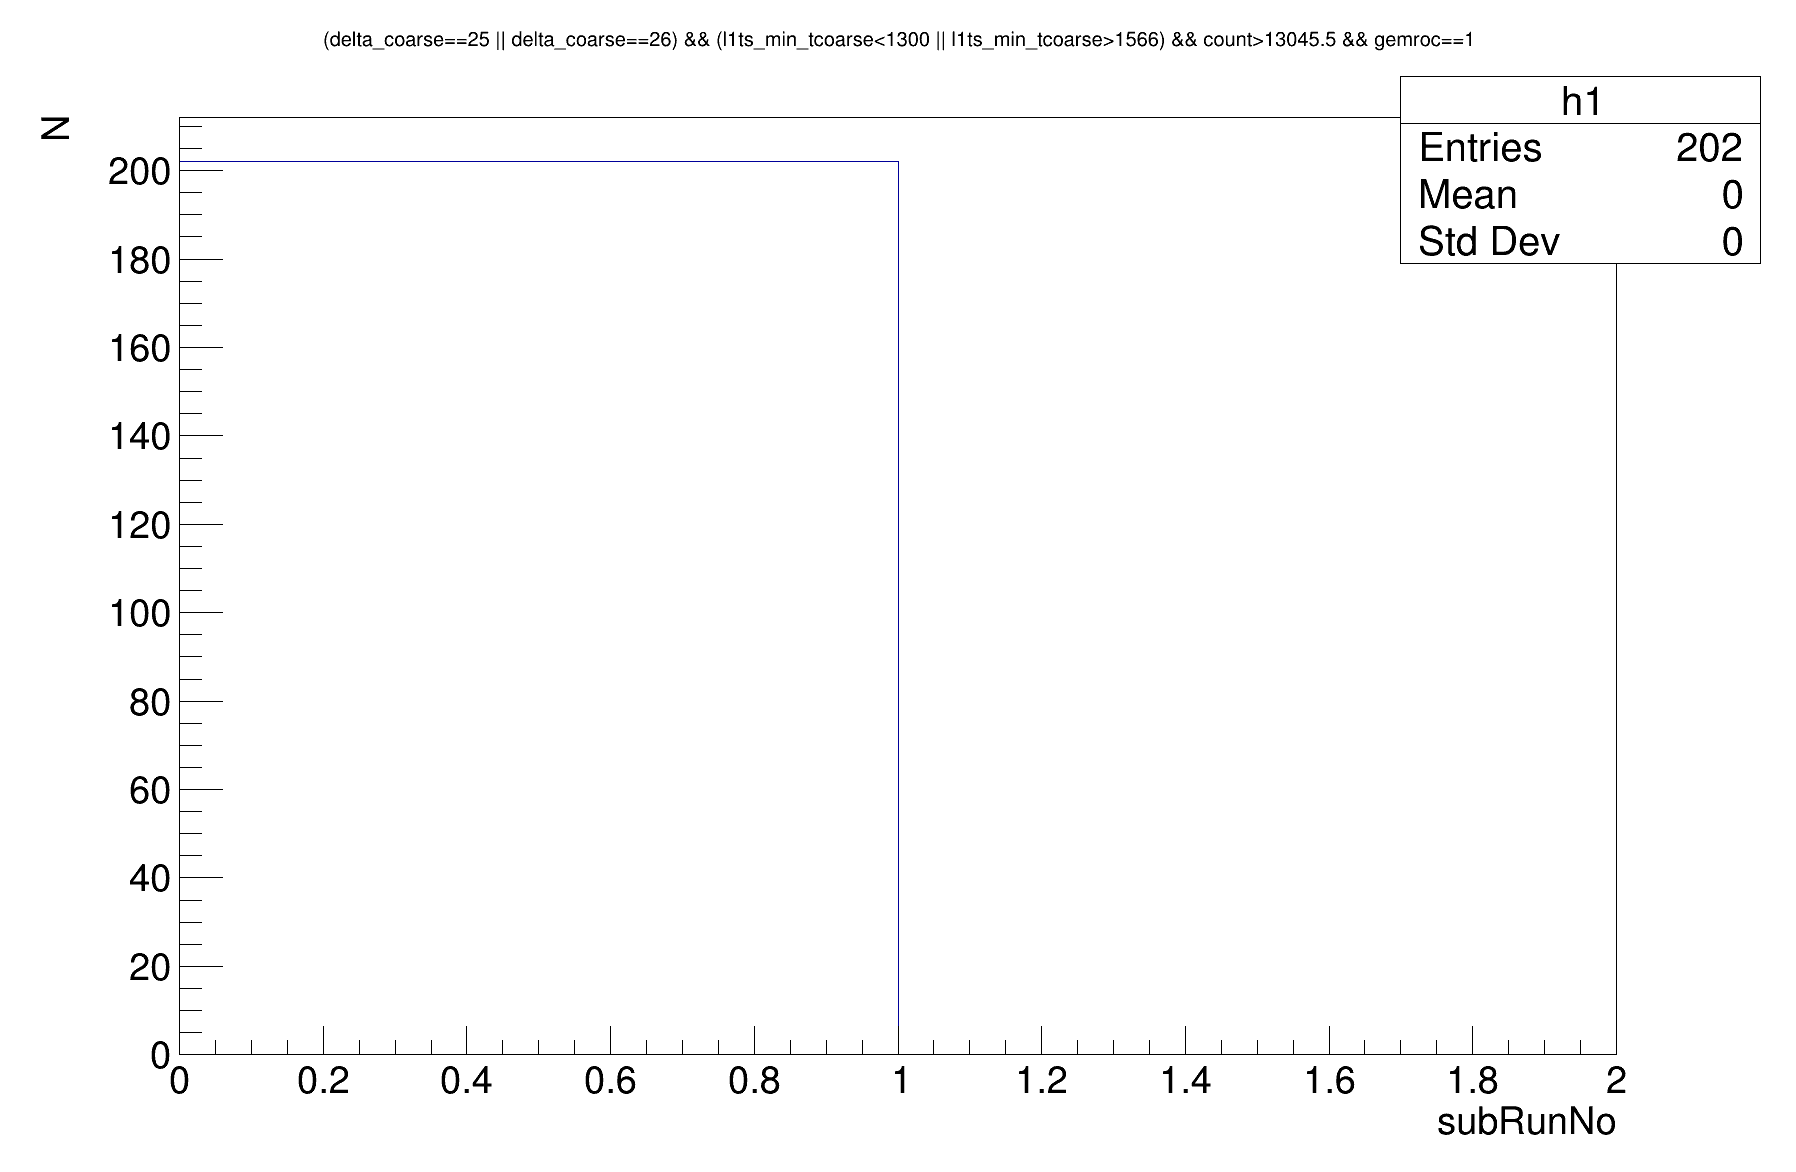 (delta_coarse==25 || delta_coarse==26) && (l1ts_min_tcoarse<1300 || l1ts_min_tcoarse>1566) && count>13045.5 && gemroc==1
h1
Entries 202
Mean 0
Std Dev 0
N
200
180
160
140
120
100
80
60
40
20
0
0 0.2 0.4 0.6 0.8 1 1.2 1.4 1.6 1.8 2
subRunNo